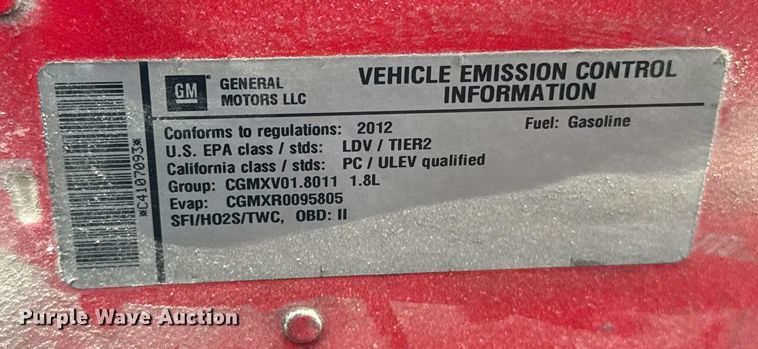 GM GENERAL MOTORS LLC
VEHICLE EMISSION CONTROL
INFORMATION
Conforms to regulations: 2012 Fuel: Gasoline
U.S. EPA class / stds: LDV / TIER2
California class / stds: PC / ULEV qualified
Group: CGMXV01.8011 1.8L
Evap: CGMXR0095805
SFI/HO2S/TWC, OBD: II
*C4107093*
Purple Wave Auction